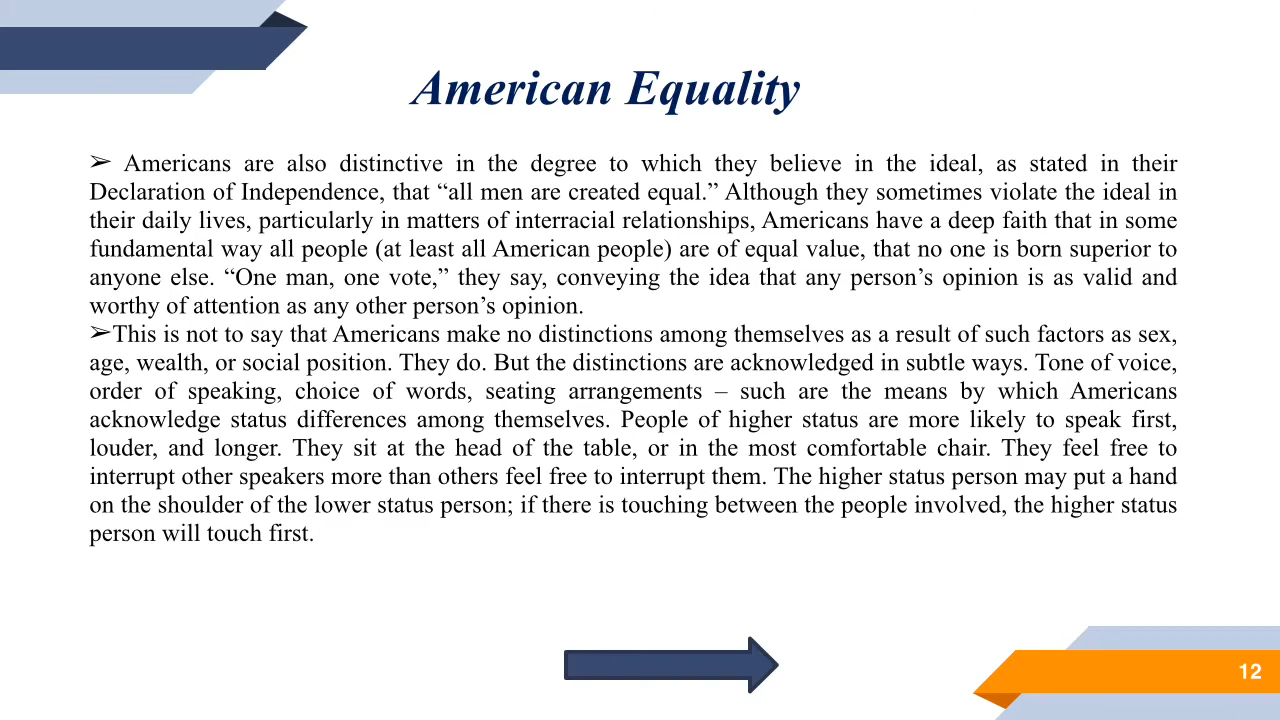 American Equality
➢ Americans are also distinctive in the degree to which they believe in the ideal, as stated in their
Declaration of Independence, that “all men are created equal.” Although they sometimes violate the ideal in
their daily lives, particularly in matters of interracial relationships, Americans have a deep faith that in some
fundamental way all people (at least all American people) are of equal value, that no one is born superior to
anyone else. “One man, one vote,” they say, conveying the idea that any person’s opinion is as valid and
worthy of attention as any other person’s opinion.
➢This is not to say that Americans make no distinctions among themselves as a result of such factors as sex,
age, wealth, or social position. They do. But the distinctions are acknowledged in subtle ways. Tone of voice,
order of speaking, choice of words, seating arrangements – such are the means by which Americans
acknowledge status differences among themselves. People of higher status are more likely to speak first,
louder, and longer. They sit at the head of the table, or in the most comfortable chair. They feel free to
interrupt other speakers more than others feel free to interrupt them. The higher status person may put a hand
on the shoulder of the lower status person; if there is touching between the people involved, the higher status
person will touch first.
12